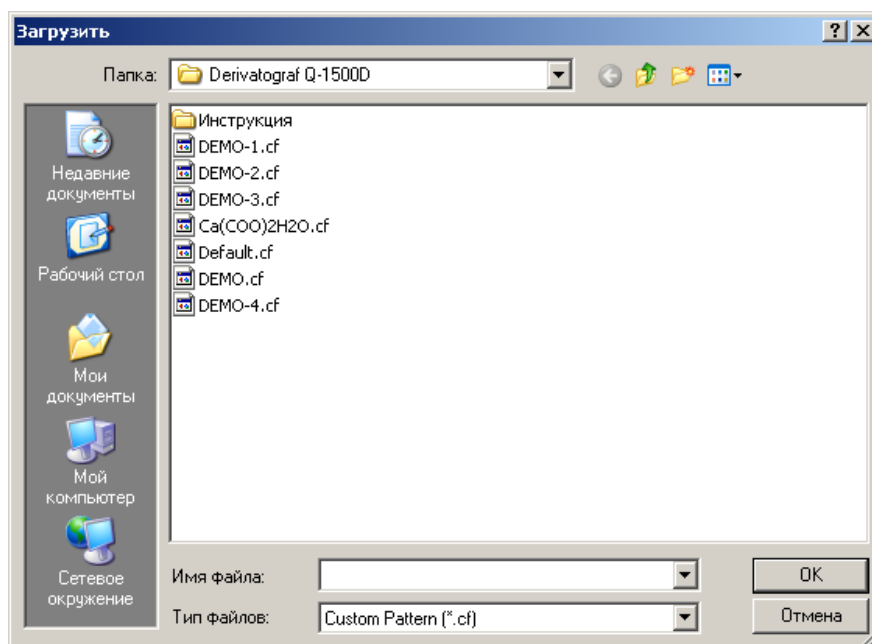 Загрузить
Папка: Derivatograf Q-1500D
Недавние
документы
Рабочий стол
Мои
документы
Мой
компьютер
Сетевое
окружение
Инструкция
DEMO-1.cf
DEMO-2.cf
DEMO-3.cf
Ca(COO)2H2O.cf
Default.cf
DEMO.cf
DEMO-4.cf
Имя файла:
OK
Тип файлов: Custom Pattern (*.cf)
Отмена